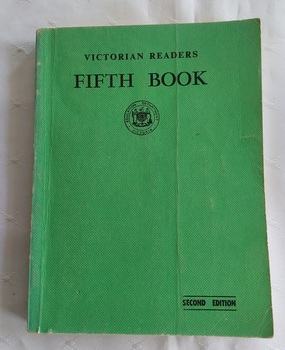 VICTORIAN READERS
FIFTH BOOK
SECOND EDITION